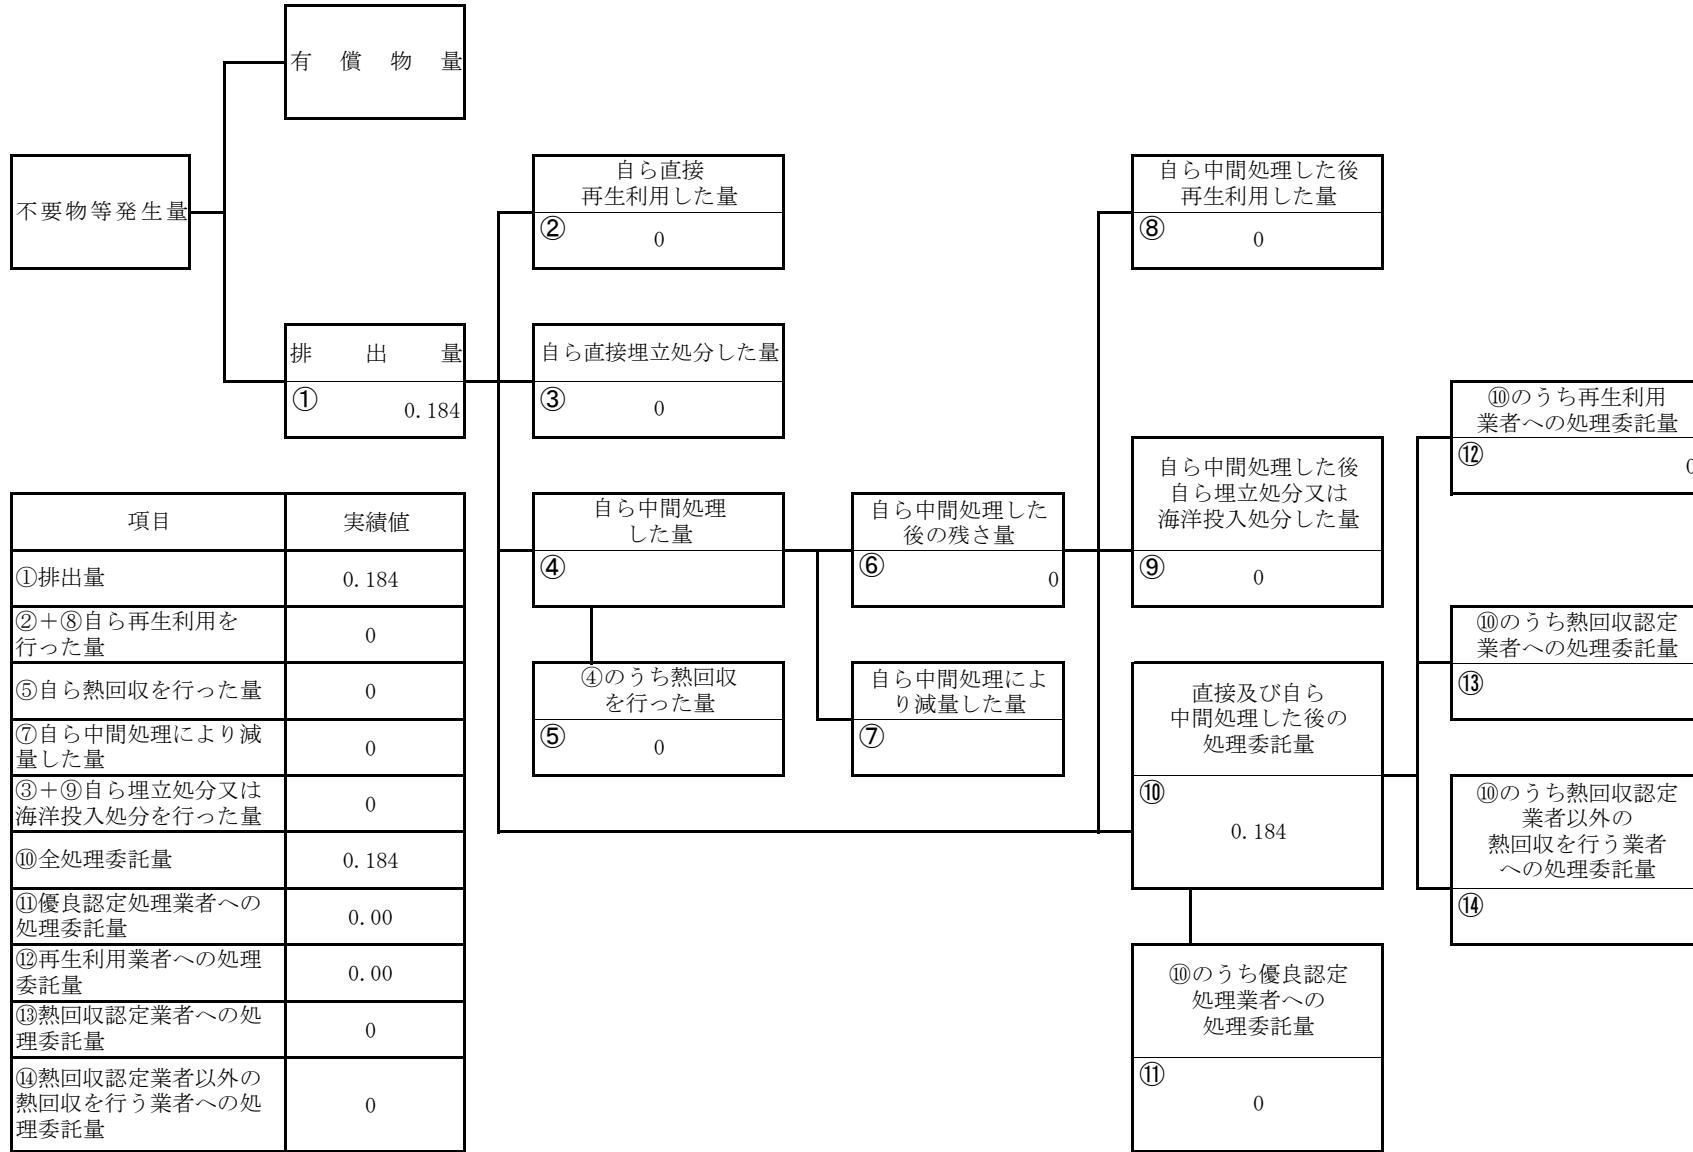 有償物量
不要物等発生量
自ら直接
再生利用した量
②
0
自ら中間処理した後
再生利用した量
⑧
0
排出量
①
0.184
自ら直接埋立処分した量
③
0
⑩のうち再生利用
業者への処理委託量
⑫
0
自ら中間処理
した量
④
自ら中間処理した
後の残さ量
⑥
0
自ら中間処理した後
自ら埋立処分又は
海洋投入処分した量
⑨
0
④のうち熱回収
を行った量
⑤
0
自ら中間処理によ
り減量した量
⑦
直接及び自ら
中間処理した後の
処理委託量
⑩
0.184
⑩のうち熱回収認定
業者への処理委託量
⑬
⑩のうち熱回収認定
業者以外の
熱回収を行う業者
への処理委託量
⑭
⑩のうち優良認定
処理業者への
処理委託量
⑪
0
項目 実績値
①排出量 0.184
②＋⑧自ら再生利用を
行った量 0
⑤自ら熱回収を行った量 0
⑦自ら中間処理により減
量した量 0
③＋⑨自ら埋立処分又は
海洋投入処分を行った量 0
⑩全処理委託量 0.184
⑪優良認定処理業者への
処理委託量 0.00
⑫再生利用業者への処理
委託量 0.00
⑬熱回収認定業者への処
理委託量 0
⑭熱回収認定業者以外の
熱回収を行う業者への処
理委託量 0